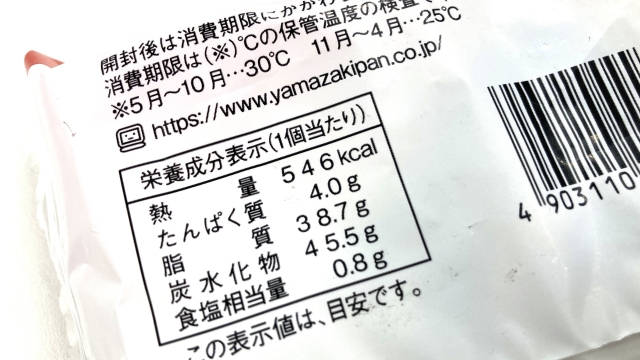 開封後は消費期限にかかわ
消費期限は(※)℃の保管温度の検査
※5月～10月…30℃ 11月～4月…25℃
https://www.yamazakipan.co.jp/
栄養成分表示(1個当たり)
熱量 546kcal
たんぱく質 4.0g
脂質 38.7g
炭水化物 45.5g
食塩相当量 0.8g
この表示値は、目安です。
4 903110